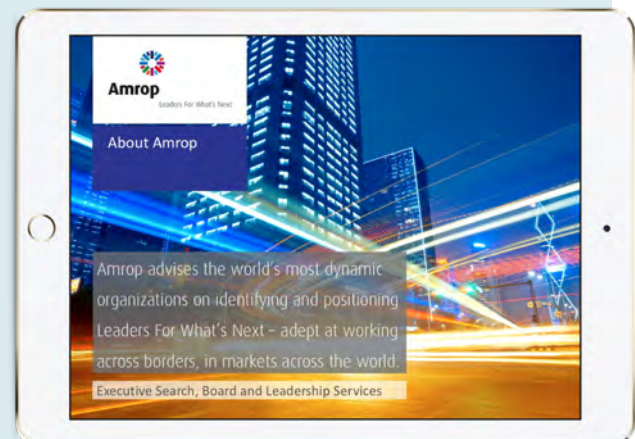 Amrop
Leaders For What's Next
About Amrop
Amrop advises the world's most dynamic
organizations on identifying and positioning
Leaders For What's Next – adept at working
across borders, in markets across the world.
Executive Search, Board and Leadership Services